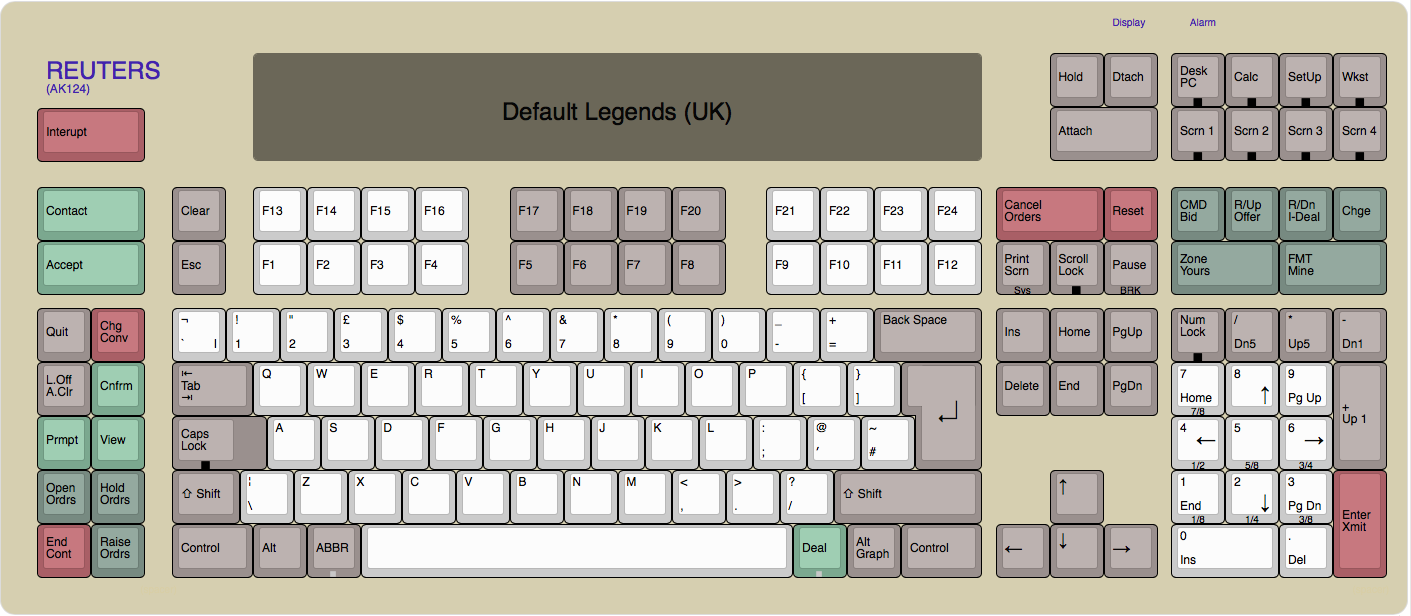 Display Alarm
REUTERS
(AK124)
Default Legends (UK)
Hold Dtach Desk PC Calc SetUp Wkst
Interupt
Attach Scrn 1 Scrn 2 Scrn 3 Scrn 4
Contact Clear F13 F14 F15 F16 F17 F18 F19 F20 F21 F22 F23 F24 Cancel Orders Reset CMD Bid R/Up Offer R/Dn I-Deal Chge
Accept Esc F1 F2 F3 F4 F5 F6 F7 F8 F9 F10 F11 F12 Print Scrn Sys Scroll Lock Pause BRK Zone Yours FMT Mine
Quit Chg Conv ¬ ` | ! 1 " 2 £ 3 $ 4 % 5 ^ 6 & 7 * 8 ( 9 ) 0 _ - + = Back Space Ins Home PgUp Num Lock / Dn5 * Up5 - Dn1
L.Off A.Clr Cnfrm ⇤ Tab ⇥ Q W E R T Y U I O P { [ } ] ↵ Delete End PgDn 7 Home 7/8 8 ↑ 9 Pg Up + Up 1
Prmpt View Caps Lock A S D F G H J K L : ; @ ′ ~ # 4 ← 1/2 5 5/8 6 → 3/4
Open Ordrs Hold Ordrs ⇧ Shift ¦ \ Z X C V B N M < , > . ? / ⇧ Shift ↑ 1 End 1/8 2 ↓ 1/4 3 Pg Dn 3/8 Enter Xmit
End Cont Raise Ordrs Control Alt ABBR Deal Alt Graph Control ← ↓ → 0 Ins . Del